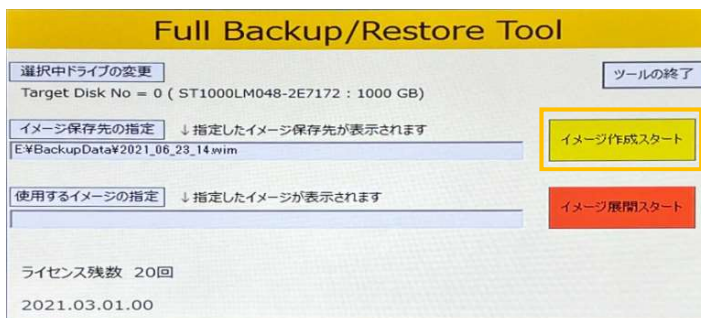 Full Backup/Restore Tool
選択中ドライブの変更
ツールの終了
Target Disk No = 0 ( ST1000LM048-2E7172 : 1000 GB)
イメージ保存先の指定 ↓指定したイメージ保存先が表示されます
イメージ作成スタート
E:¥BackupData¥2021_06_23_14.wim
使用するイメージの指定 ↓指定したイメージが表示されます
イメージ展開スタート
ライセンス残数 20回
2021.03.01.00